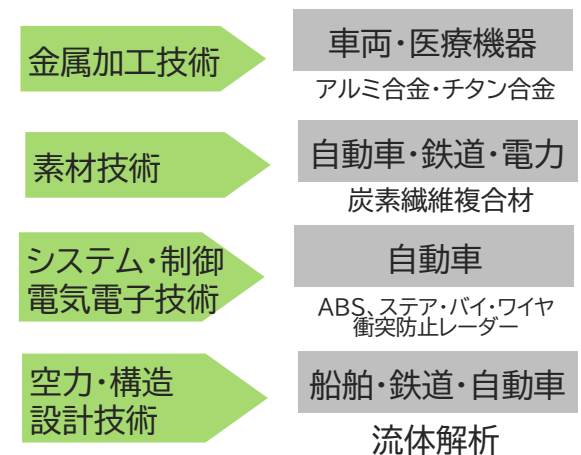 金属加工技術
車両・医療機器
アルミ合金・チタン合金
素材技術
自動車・鉄道・電力
炭素繊維複合材
システム・制御
電気電子技術
自動車
ABS、ステア・バイ・ワイヤ
衝突防止レーダー
空力・構造
設計技術
船舶・鉄道・自動車
流体解析